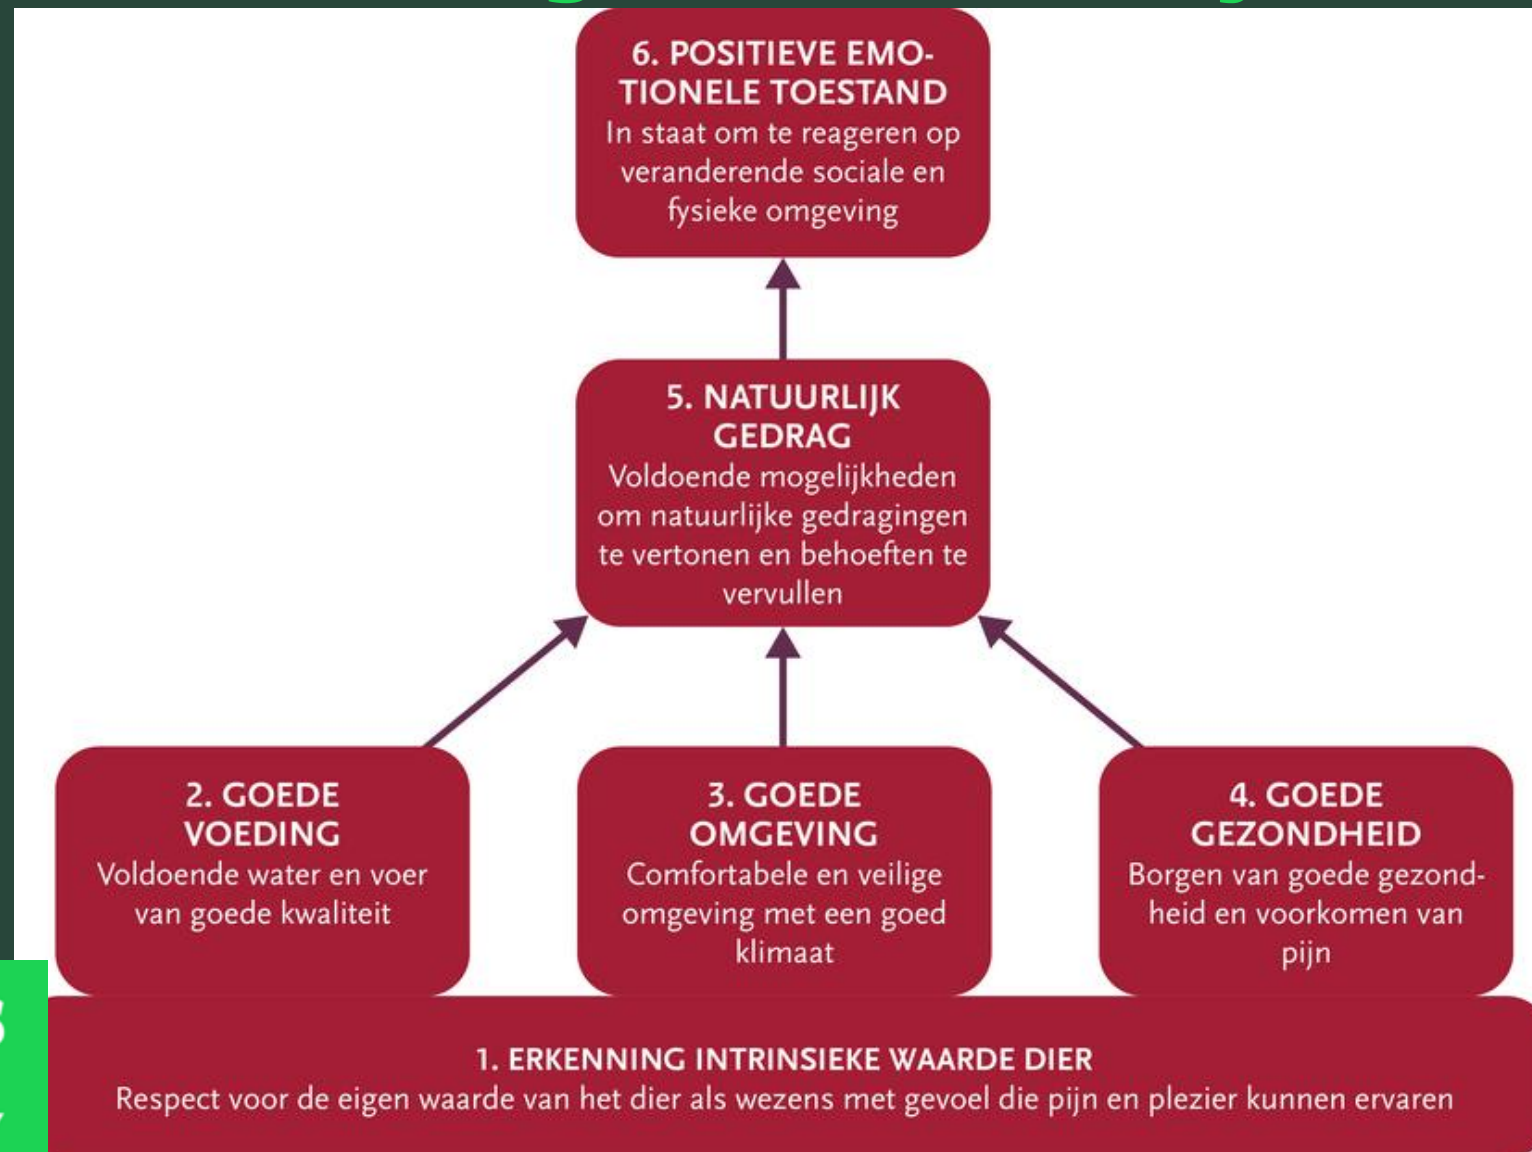 6. POSITIEVE EMO-
TIONELE TOESTAND
In staat om te reageren op
veranderende sociale en
fysieke omgeving
5. NATUURLIJK
GEDRAG
Voldoende mogelijkheden
om natuurlijke gedragingen
te vertonen en behoeften te
vervullen
2. GOEDE
VOEDING
Voldoende water en voer
van goede kwaliteit
3. GOEDE
OMGEVING
Comfortabele en veilige
omgeving met een goed
klimaat
4. GOEDE
GEZONDHEID
Borgen van goede gezond-
heid en voorkomen van
pijn
1. ERKENNING INTRINSIEKE WAARDE DIER
Respect voor de eigen waarde van het dier als wezens met gevoel die pijn en plezier kunnen ervaren